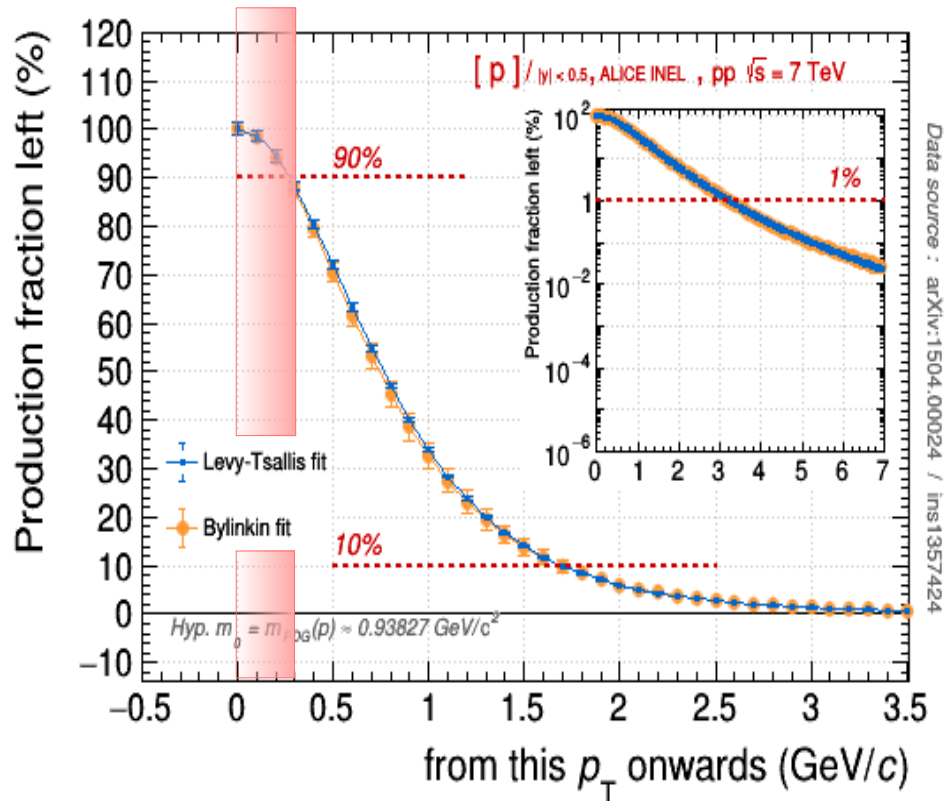 Production fraction left (%)
120
110
100
90
80
70
60
50
40
30
20
10
0
−10
−0.5 0 0.5 1 1.5 2 2.5 3 3.5
from this pT onwards (GeV/c)
[ p ] / |y| < 0.5, ALICE INEL , pp √s = 7 TeV
90%
10%
Levy-Tsallis fit
Bylinkin fit
Hyp. m0 = mPDG(p) ≈ 0.93827 GeV/c²
Production fraction left (%)
10²
1
10⁻²
10⁻⁴
10⁻⁶
0 1 2 3 4 5 6 7
1%
Data source : arXiv:1504.00024 / ins1357424